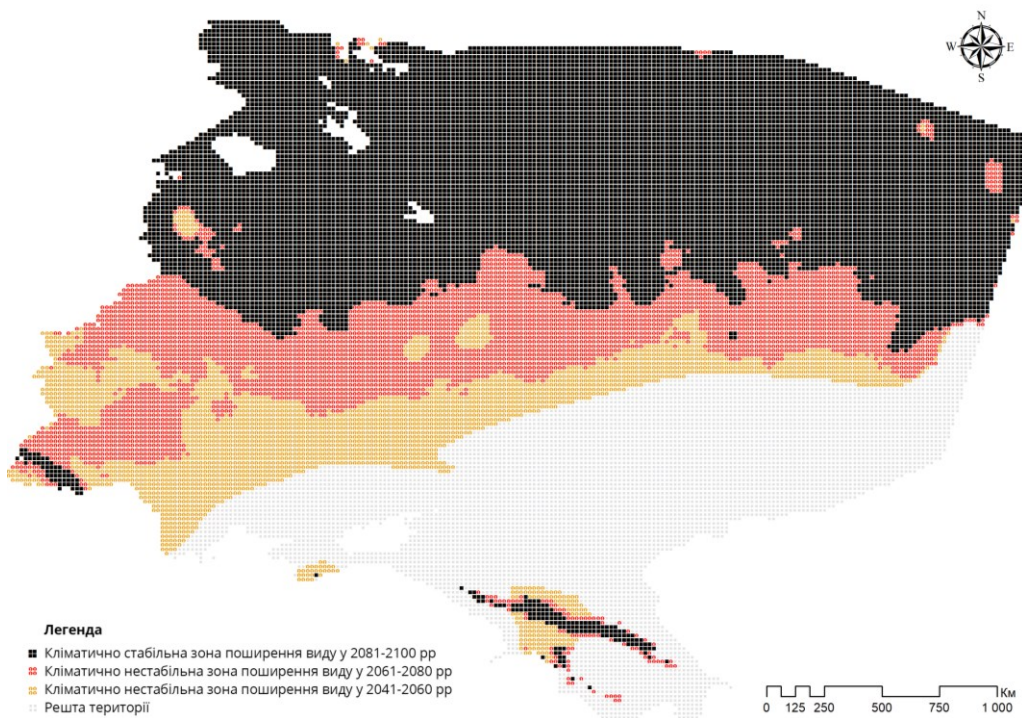 N
W E
S
Легенда
Кліматично стабільна зона поширення виду у 2081-2100 рр
Кліматично нестабільна зона поширення виду у 2061-2080 рр
Кліматично нестабільна зона поширення виду у 2041-2060 рр
Решта території
Км
0 125 250 500 750 1 000